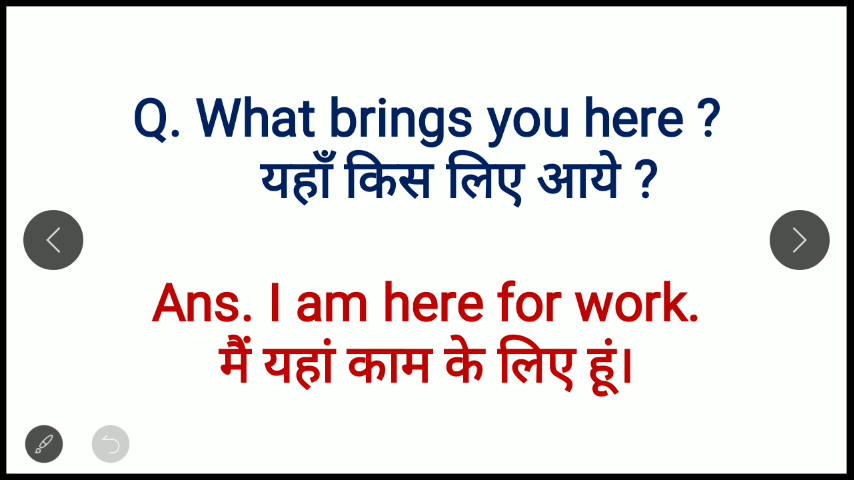 Q. What brings you here ?
यहाँ किस लिए आये ?
Ans. I am here for work.
मैं यहां काम के लिए हूं।